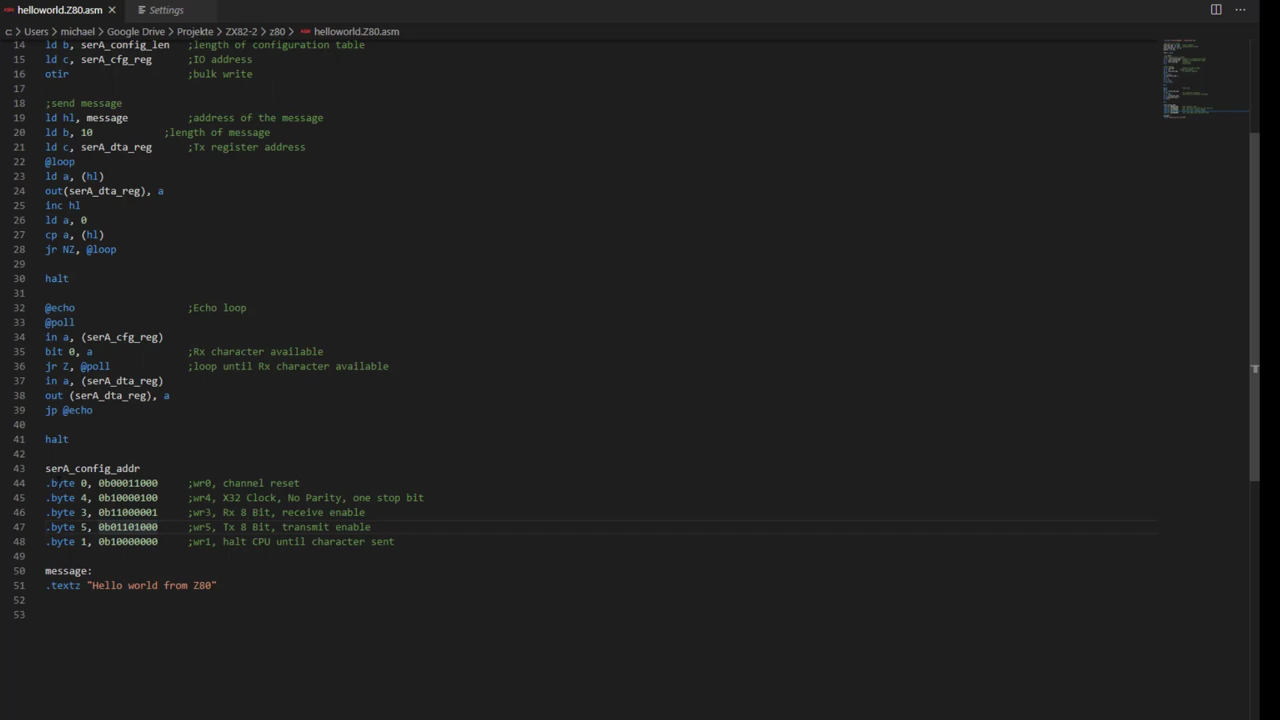 helloworld.Z80.asm × Settings
c: > Users > michael > Google Drive > Projekte > ZX82-2 > z80 > helloworld.Z80.asm
14 ld b, serA_config_len ;length of configuration table
15 ld c, serA_cfg_reg ;IO address
16 otir ;bulk write
17
18 ;send message
19 ld hl, message ;address of the message
20 ld b, 10 ;length of message
21 ld c, serA_dta_reg ;Tx register address
22 @loop
23 ld a, (hl)
24 out(serA_dta_reg), a
25 inc hl
26 ld a, 0
27 cp a, (hl)
28 jr NZ, @loop
29
30 halt
31
32 @echo ;Echo loop
33 @poll
34 in a, (serA_cfg_reg)
35 bit 0, a ;Rx character available
36 jr Z, @poll ;loop until Rx character available
37 in a, (serA_dta_reg)
38 out (serA_dta_reg), a
39 jp @echo
40
41 halt
42
43 serA_config_addr
44 .byte 0, 0b00011000 ;wr0, channel reset
45 .byte 4, 0b10000100 ;wr4, X32 Clock, No Parity, one stop bit
46 .byte 3, 0b11000001 ;wr3, Rx 8 Bit, receive enable
47 .byte 5, 0b01101000 ;wr5, Tx 8 Bit, transmit enable
48 .byte 1, 0b10000000 ;wr1, halt CPU until character sent
49
50 message:
51 .textz "Hello world from Z80"
52
53